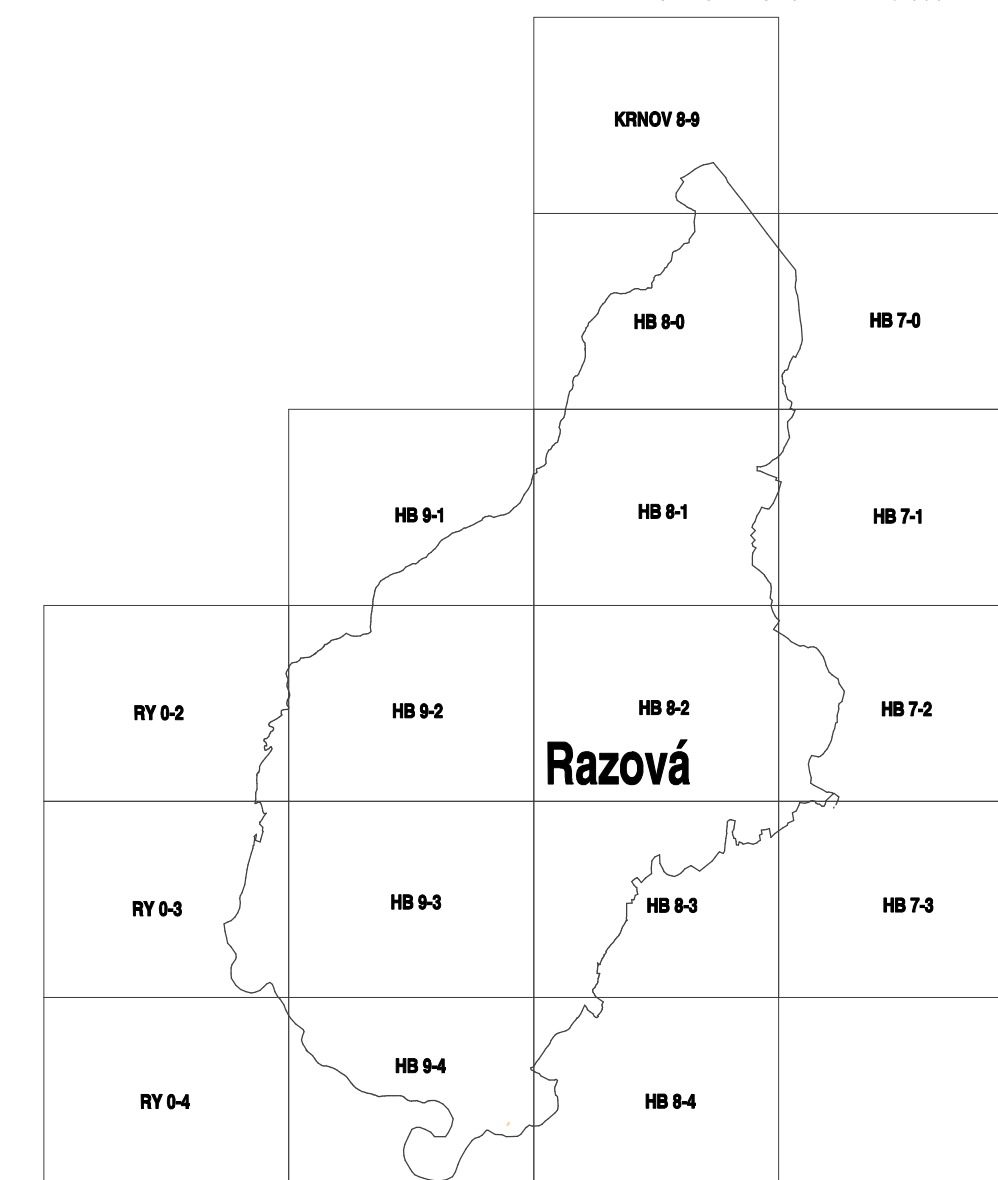 KRNOV 8-9
HB 8-0
HB 7-0
HB 9-1
HB 8-1
HB 7-1
RY 0-2
HB 9-2
HB 8-2
HB 7-2
Razová
RY 0-3
HB 9-3
HB 8-3
HB 7-3
HB 9-4
RY 0-4
HB 8-4